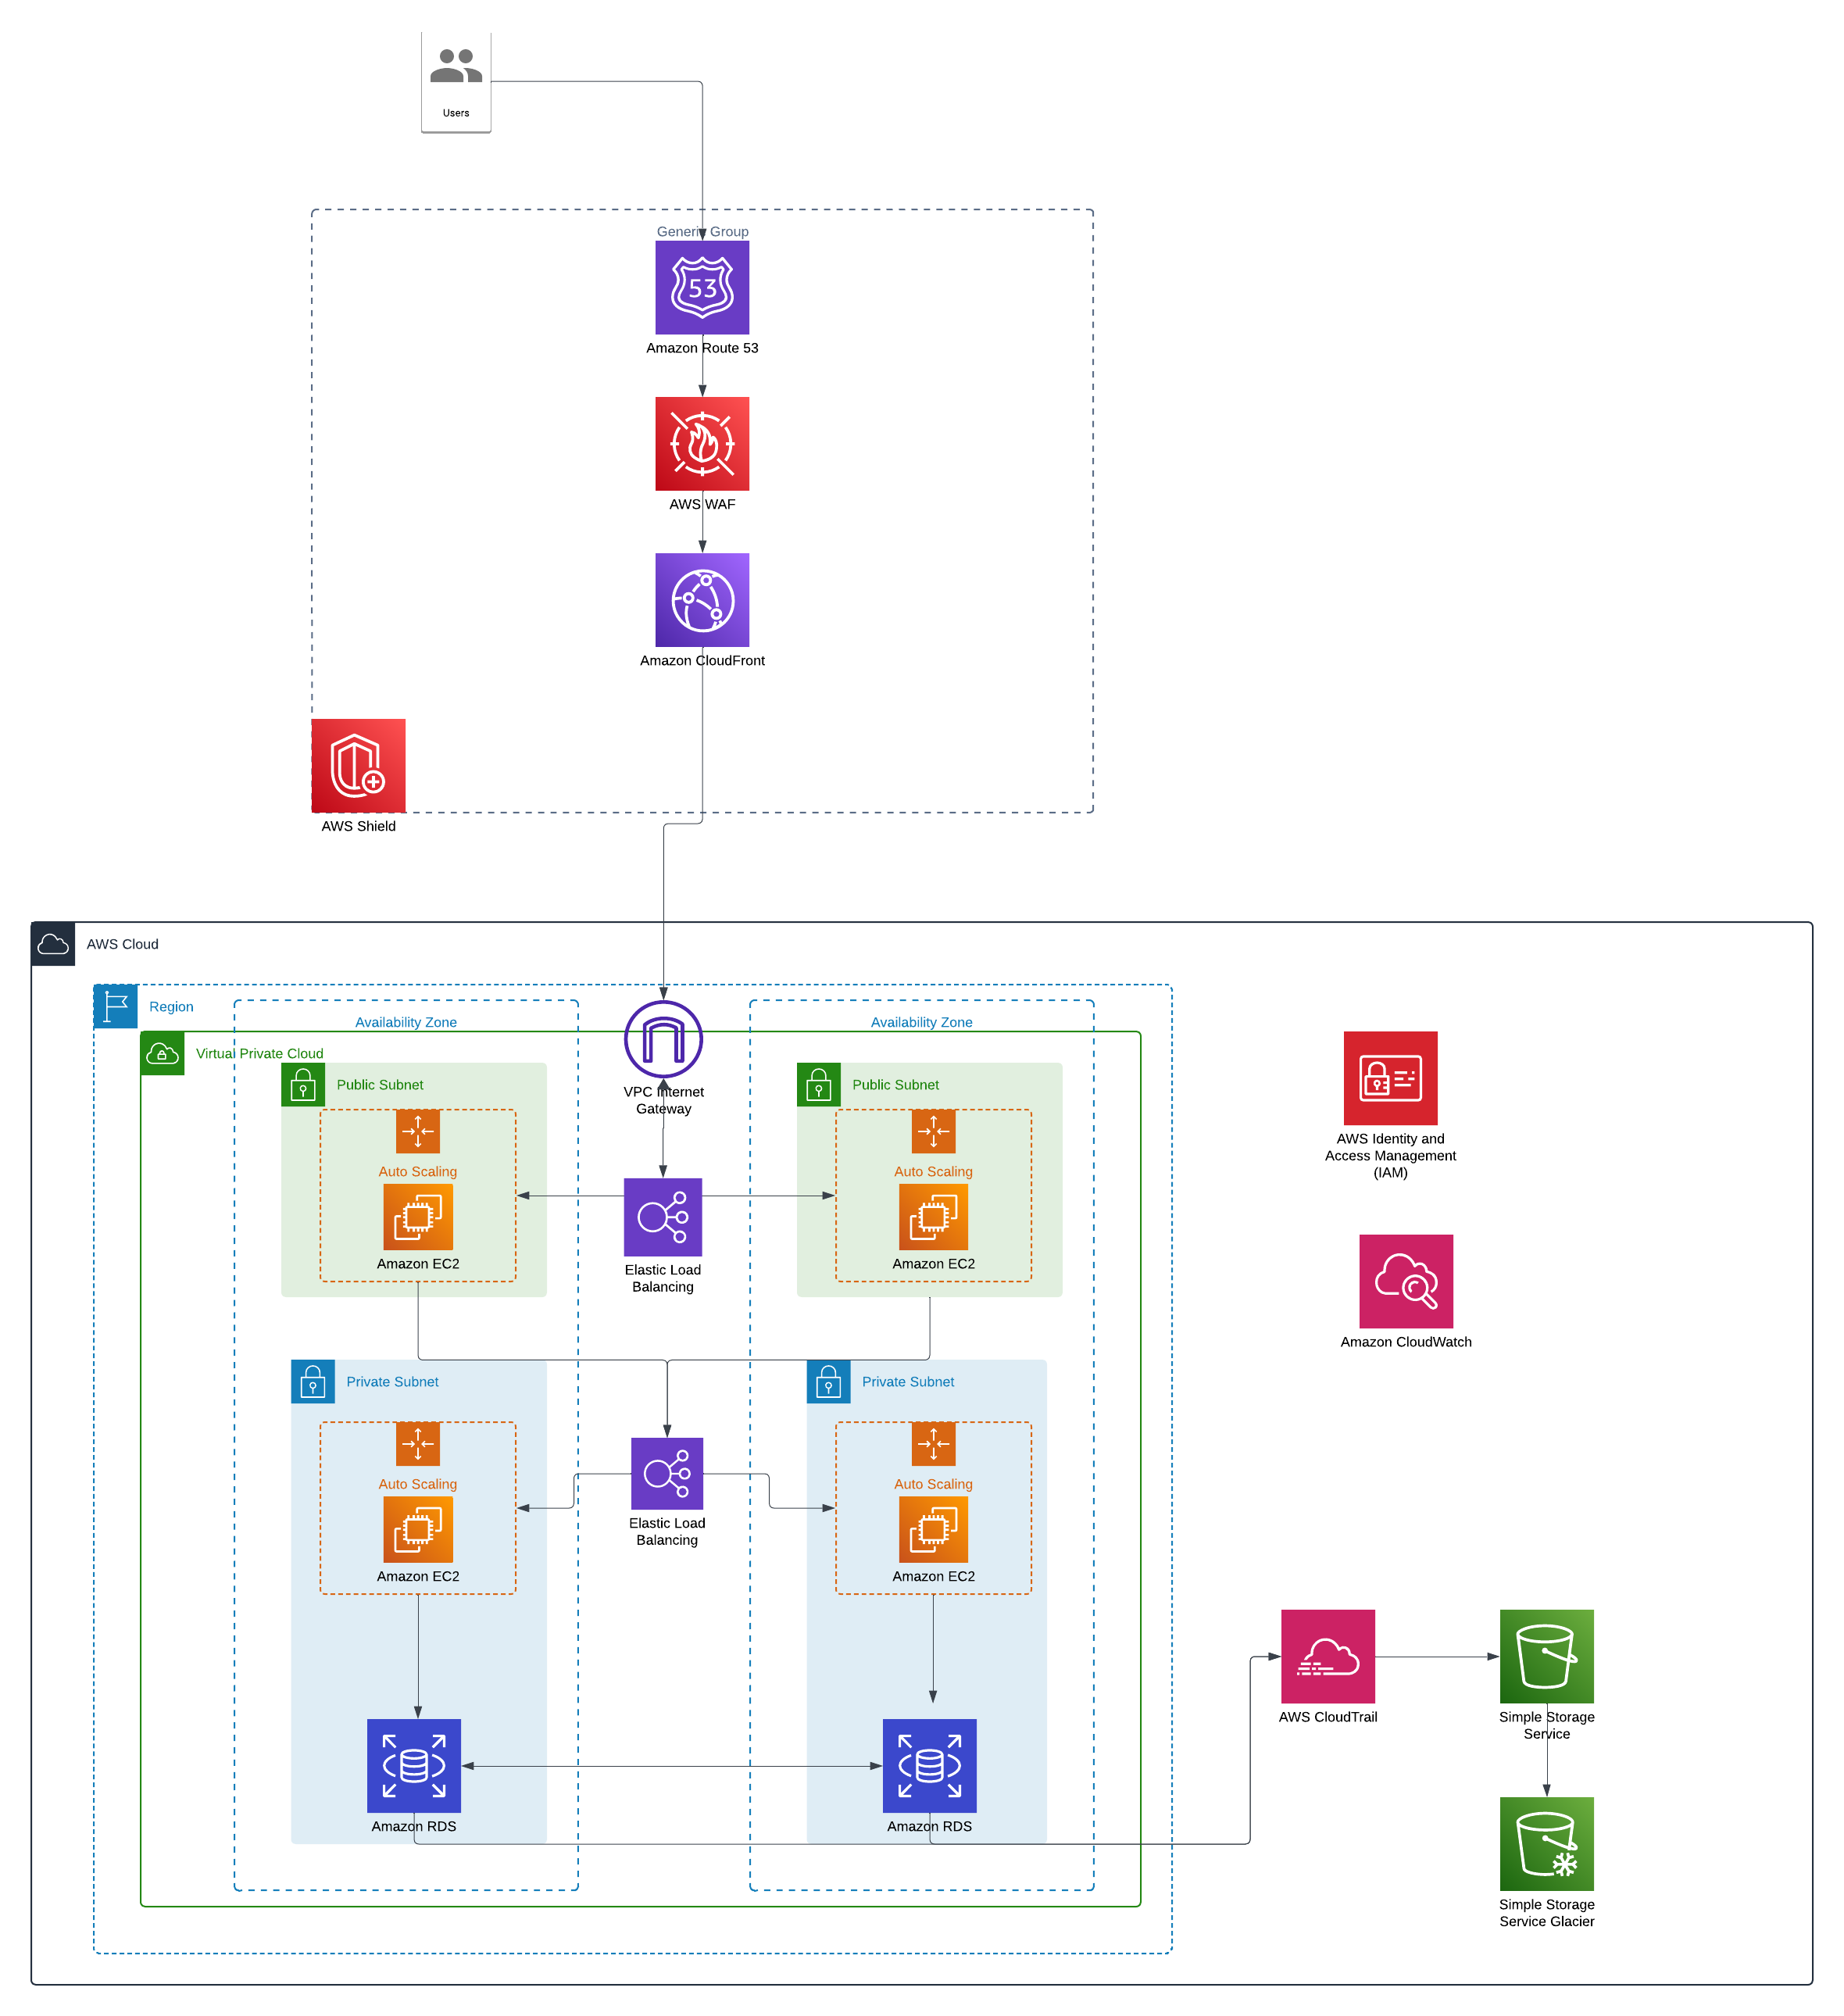 Users
Generic Group
53
Amazon Route 53
AWS WAF
Amazon CloudFront
AWS Shield
AWS Cloud
Region
Availability Zone
Availability Zone
Virtual Private Cloud
Public Subnet
VPC Internet
Gateway
Public Subnet
Auto Scaling
Auto Scaling
Amazon EC2
Elastic Load
Balancing
Amazon EC2
AWS Identity and
Access Management
(IAM)
Amazon CloudWatch
Private Subnet
Private Subnet
Auto Scaling
Auto Scaling
Elastic Load
Balancing
Amazon EC2
Amazon EC2
AWS CloudTrail
Simple Storage
Service
Amazon RDS
Amazon RDS
Simple Storage
Service Glacier